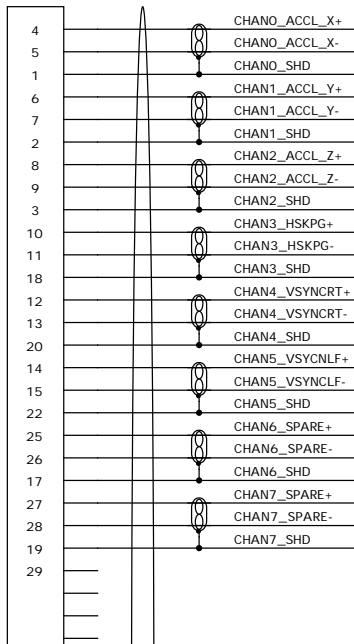 4 CHAN0_ACCL_X+
5 CHAN0_ACCL_X-
1 CHAN0_SHD
6 CHAN1_ACCL_Y+
7 CHAN1_ACCL_Y-
2 CHAN1_SHD
8 CHAN2_ACCL_Z+
9 CHAN2_ACCL_Z-
3 CHAN2_SHD
10 CHAN3_HSKPG+
11 CHAN3_HSKPG-
18 CHAN3_SHD
12 CHAN4_VSYNCRT+
13 CHAN4_VSYNCRT-
20 CHAN4_SHD
14 CHAN5_VSYCNLF+
15 CHAN5_VSYNCLF-
22 CHAN5_SHD
25 CHAN6_SPARE+
26 CHAN6_SPARE-
17 CHAN6_SHD
27 CHAN7_SPARE+
28 CHAN7_SPARE-
19 CHAN7_SHD
29